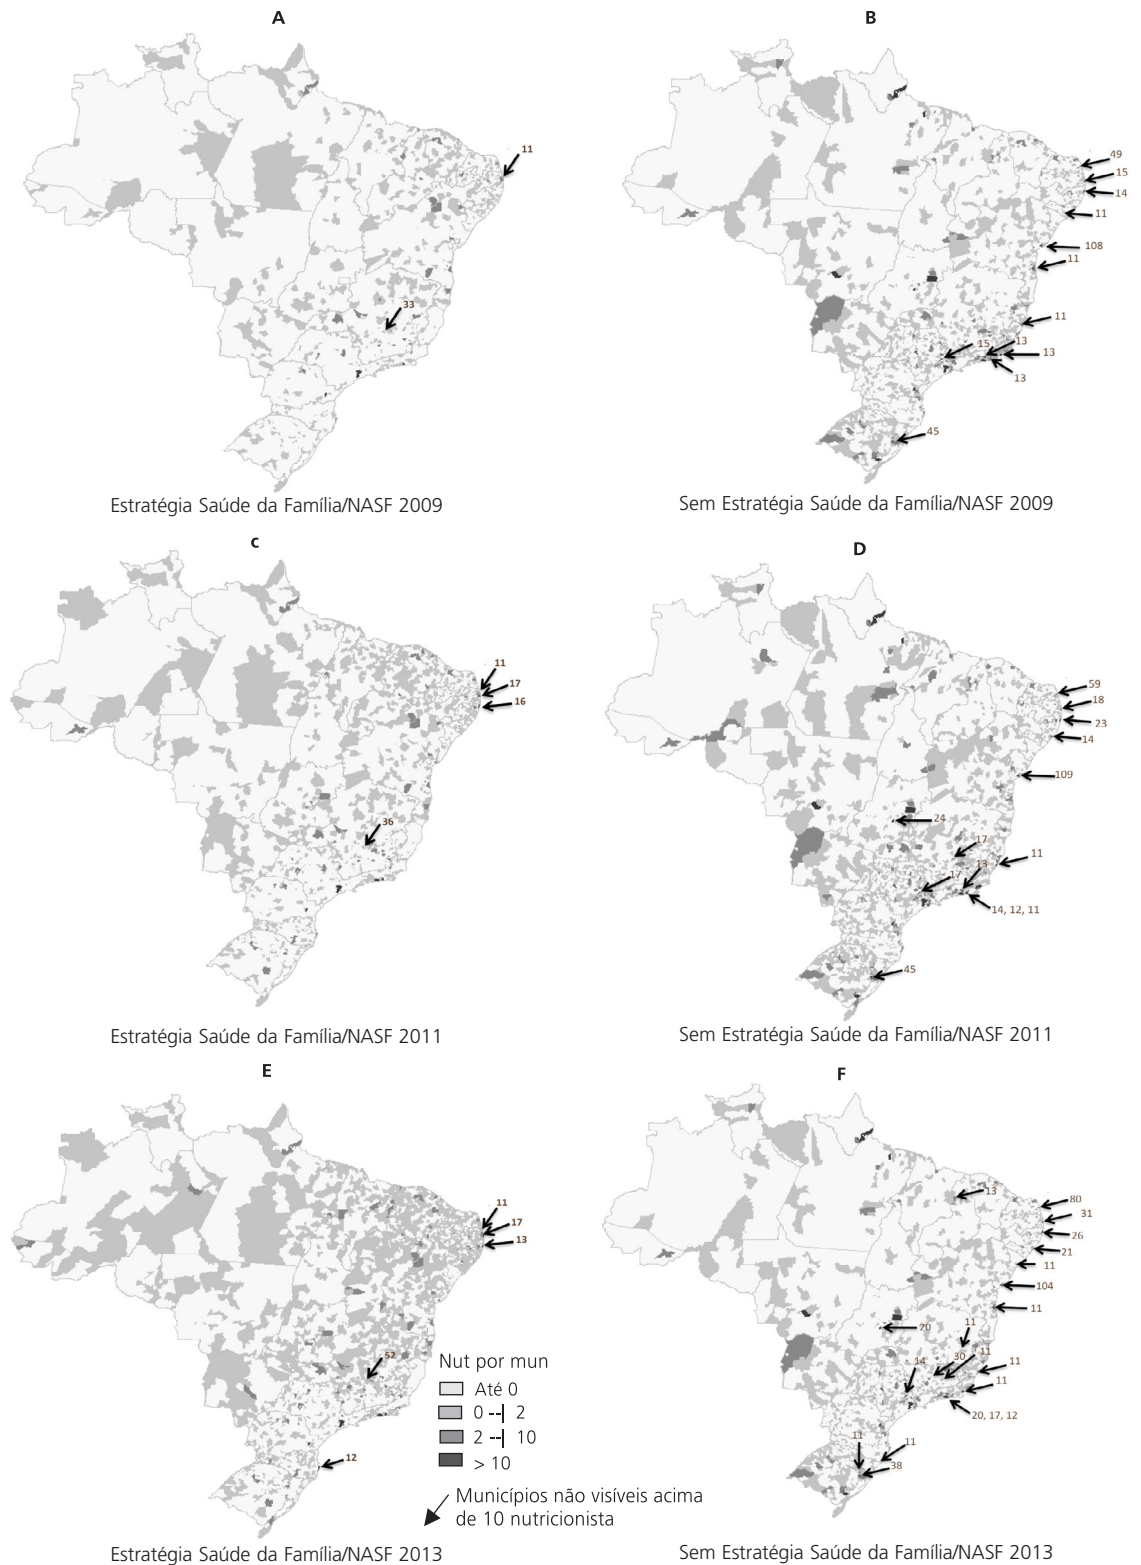 A
B
11
33
49
15
14
11
108
11
11
15
13
13
13
45
Estratégia Saúde da Família/NASF 2009
Sem Estratégia Saúde da Família/NASF 2009
c
D
11
17
16
36
59
18
23
14
109
24
17
11
13
17
14, 12, 11
45
Estratégia Saúde da Família/NASF 2011
Sem Estratégia Saúde da Família/NASF 2011
E
F
11
17
13
52
12
13
80
31
26
21
11
104
11
20
11
11
30
14
11
11
20, 17, 12
11
11
38
Nut por mun
Até 0
0 --| 2
2 --| 10
> 10
Municípios não visíveis acima
de 10 nutricionista
Estratégia Saúde da Família/NASF 2013
Sem Estratégia Saúde da Família/NASF 2013